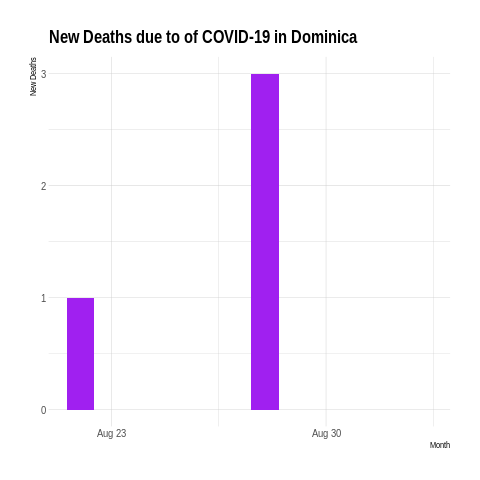 New Deaths due to of COVID-19 in Dominica
New Deaths
3
2
1
0
Aug 23
Aug 30
Month